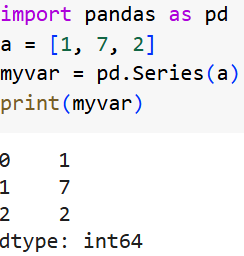 import pandas as pd
a = [1, 7, 2]
myvar = pd.Series(a)
print(myvar)
0    1
1    7
2    2
dtype: int64